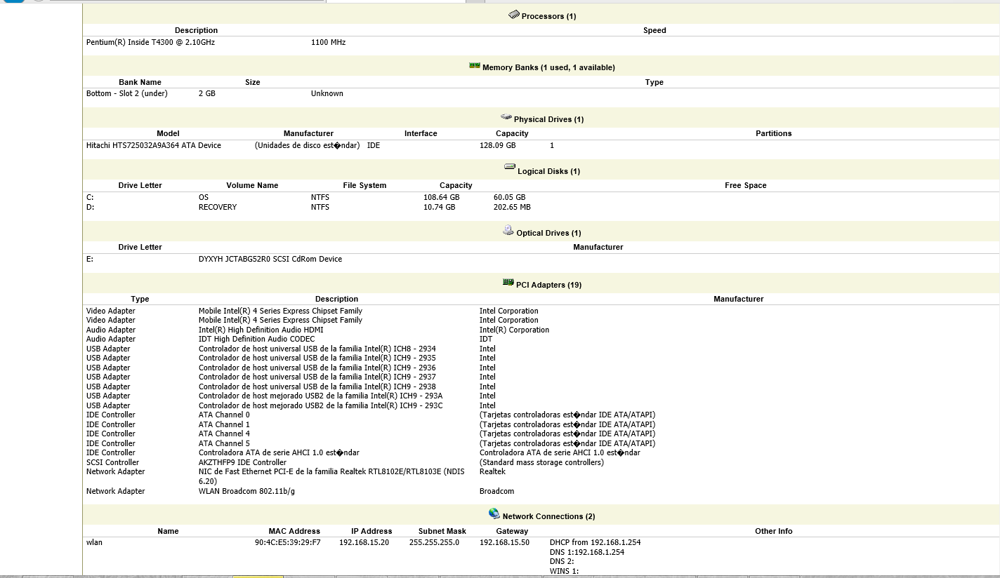 Processors (1)
Description Speed
Pentium(R) Inside T4300 @ 2.10GHz 1100 MHz
Memory Banks (1 used, 1 available)
Bank Name Size Type
Bottom - Slot 2 (under) 2 GB Unknown
Physical Drives (1)
Model Manufacturer Interface Capacity Partitions
Hitachi HTS725032A9A364 ATA Device (Unidades de disco est�ndar) IDE 128.09 GB 1
Logical Disks (1)
Drive Letter Volume Name File System Capacity Free Space
C: OS NTFS 108.64 GB 60.05 GB
D: RECOVERY NTFS 10.74 GB 202.65 MB
Optical Drives (1)
Drive Letter Manufacturer
E: DYXYH JCTABG52R0 SCSI CdRom Device
PCI Adapters (19)
Type Description Manufacturer
Video Adapter Mobile Intel(R) 4 Series Express Chipset Family Intel Corporation
Video Adapter Mobile Intel(R) 4 Series Express Chipset Family Intel Corporation
Audio Adapter Intel(R) High Definition Audio HDMI Intel(R) Corporation
Audio Adapter IDT High Definition Audio CODEC IDT
USB Adapter Controlador de host universal USB de la familia Intel(R) ICH8 - 2934 Intel
USB Adapter Controlador de host universal USB de la familia Intel(R) ICH9 - 2935 Intel
USB Adapter Controlador de host universal USB de la familia Intel(R) ICH9 - 2936 Intel
USB Adapter Controlador de host universal USB de la familia Intel(R) ICH9 - 2937 Intel
USB Adapter Controlador de host universal USB de la familia Intel(R) ICH9 - 2938 Intel
USB Adapter Controlador de host mejorado USB2 de la familia Intel(R) ICH9 - 293A Intel
USB Adapter Controlador de host mejorado USB2 de la familia Intel(R) ICH9 - 293C Intel
IDE Controller ATA Channel 0 (Tarjetas controladoras est�ndar IDE ATA/ATAPI)
IDE Controller ATA Channel 1 (Tarjetas controladoras est�ndar IDE ATA/ATAPI)
IDE Controller ATA Channel 4 (Tarjetas controladoras est�ndar IDE ATA/ATAPI)
IDE Controller ATA Channel 5 (Tarjetas controladoras est�ndar IDE ATA/ATAPI)
IDE Controller Controladora ATA de serie AHCI 1.0 est�ndar Controladora ATA de serie AHCI 1.0 est�ndar
SCSI Controller AKZTHFP9 IDE Controller (Standard mass storage controllers)
Network Adapter NIC de Fast Ethernet PCI-E de la familia Realtek RTL8102E/RTL8103E (NDIS Realtek
6.20)
Network Adapter WLAN Broadcom 802.11b/g Broadcom
Network Connections (2)
Name MAC Address IP Address Subnet Mask Gateway Other Info
wlan 90:4C:E5:39:29:F7 192.168.15.20 255.255.255.0 192.168.15.50 DHCP from 192.168.1.254
DNS 1:192.168.1.254
DNS 2:
WINS 1: